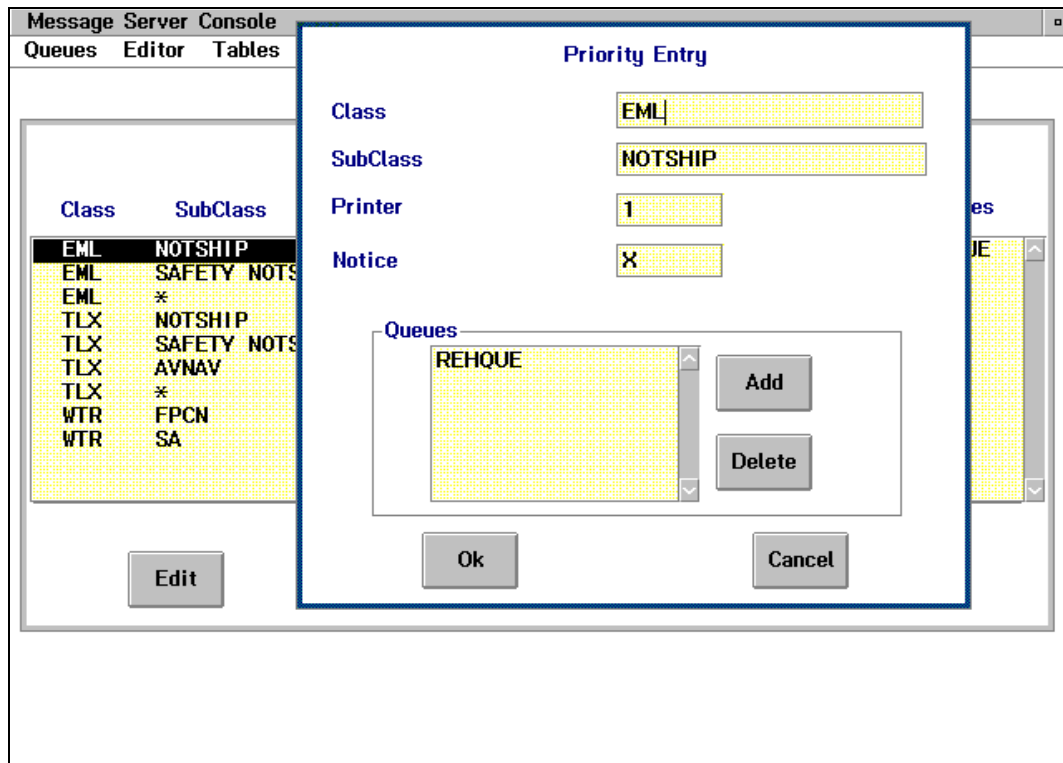 Message Server Console
Queues Editor Tables
Priority Entry
Class EML
SubClass NOTSHIP
Printer 1
Notice X
Queues
REHQUE
Add
Delete
Ok Cancel
Class SubClass es
EML NOTSHIP UE
EML SAFETY NOTS
EML *
TLX NOTSHIP
TLX SAFETY NOTS
TLX AVNAV
TLX *
WTR FPCN
WTR SA
Edit